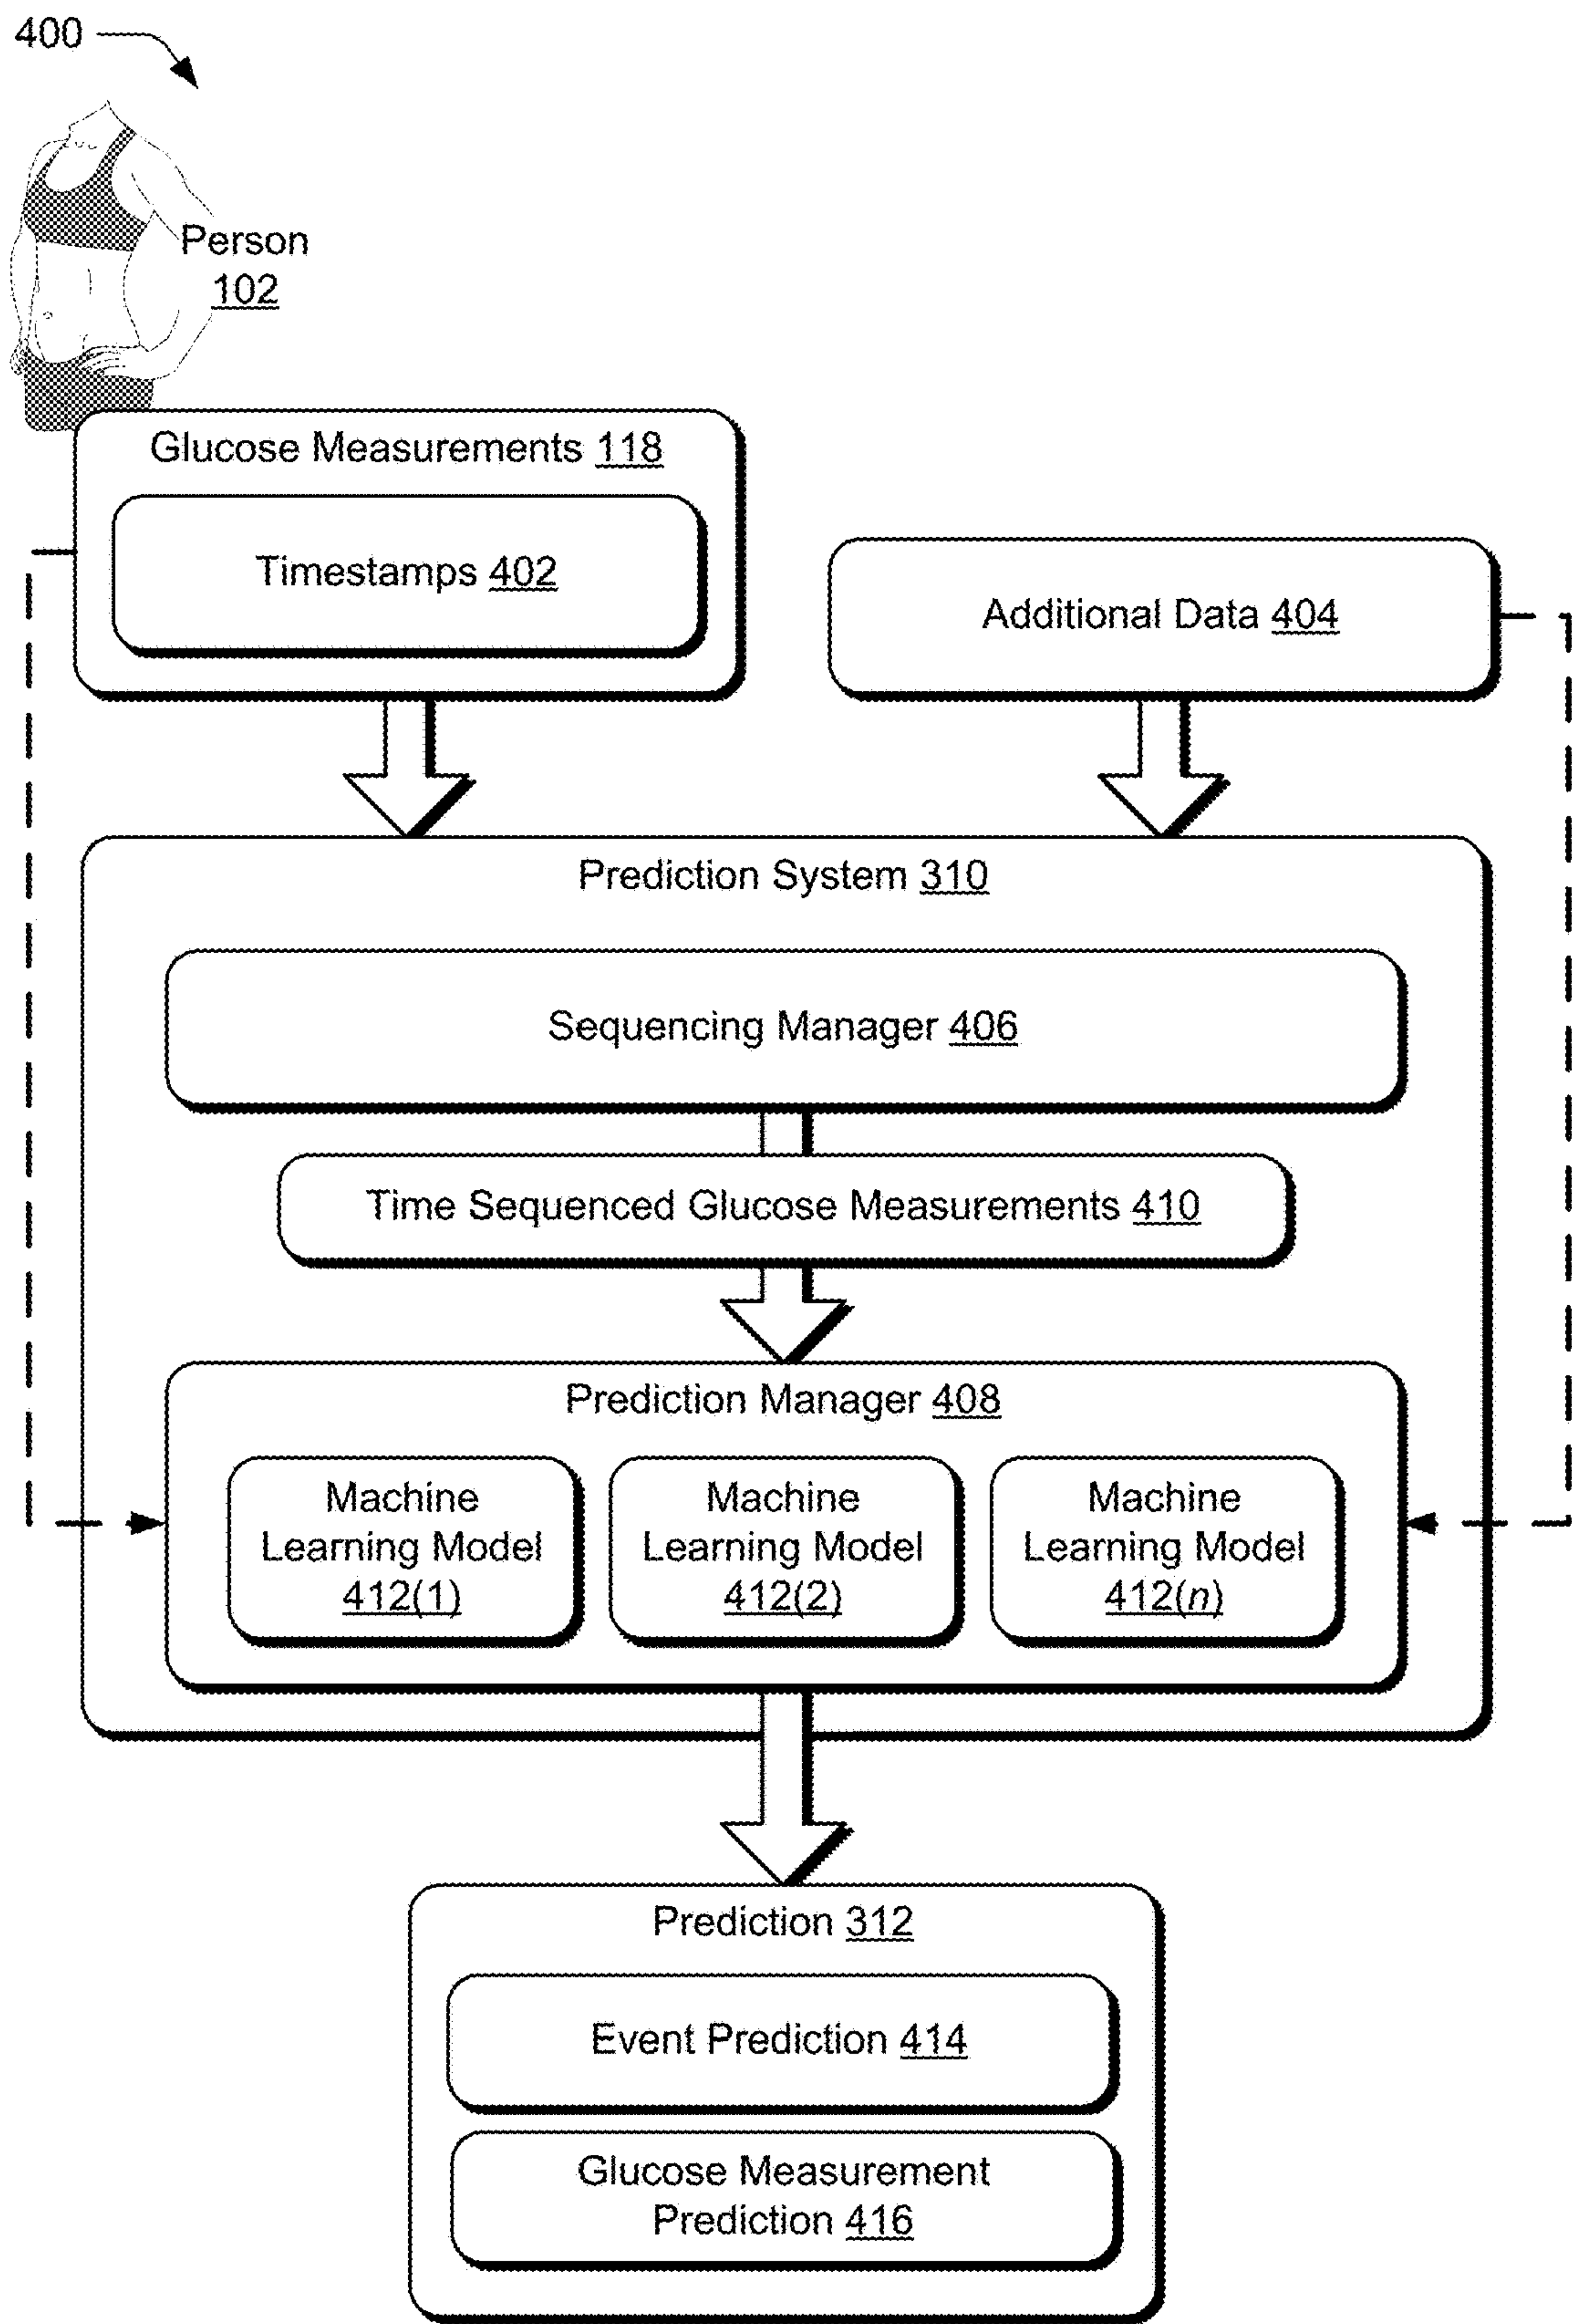 400
Person
102
Glucose Measurements 118
Timestamps 402
Additional Data 404
Prediction System 310
Sequencing Manager 406
Time Sequenced Glucose Measurements 410
Prediction Manager 408
Machine
Learning Model
412(1)
Machine
Learning Model
412(2)
Machine
Learning Model
412(n)
Prediction 312
Event Prediction 414
Glucose Measurement
Prediction 416